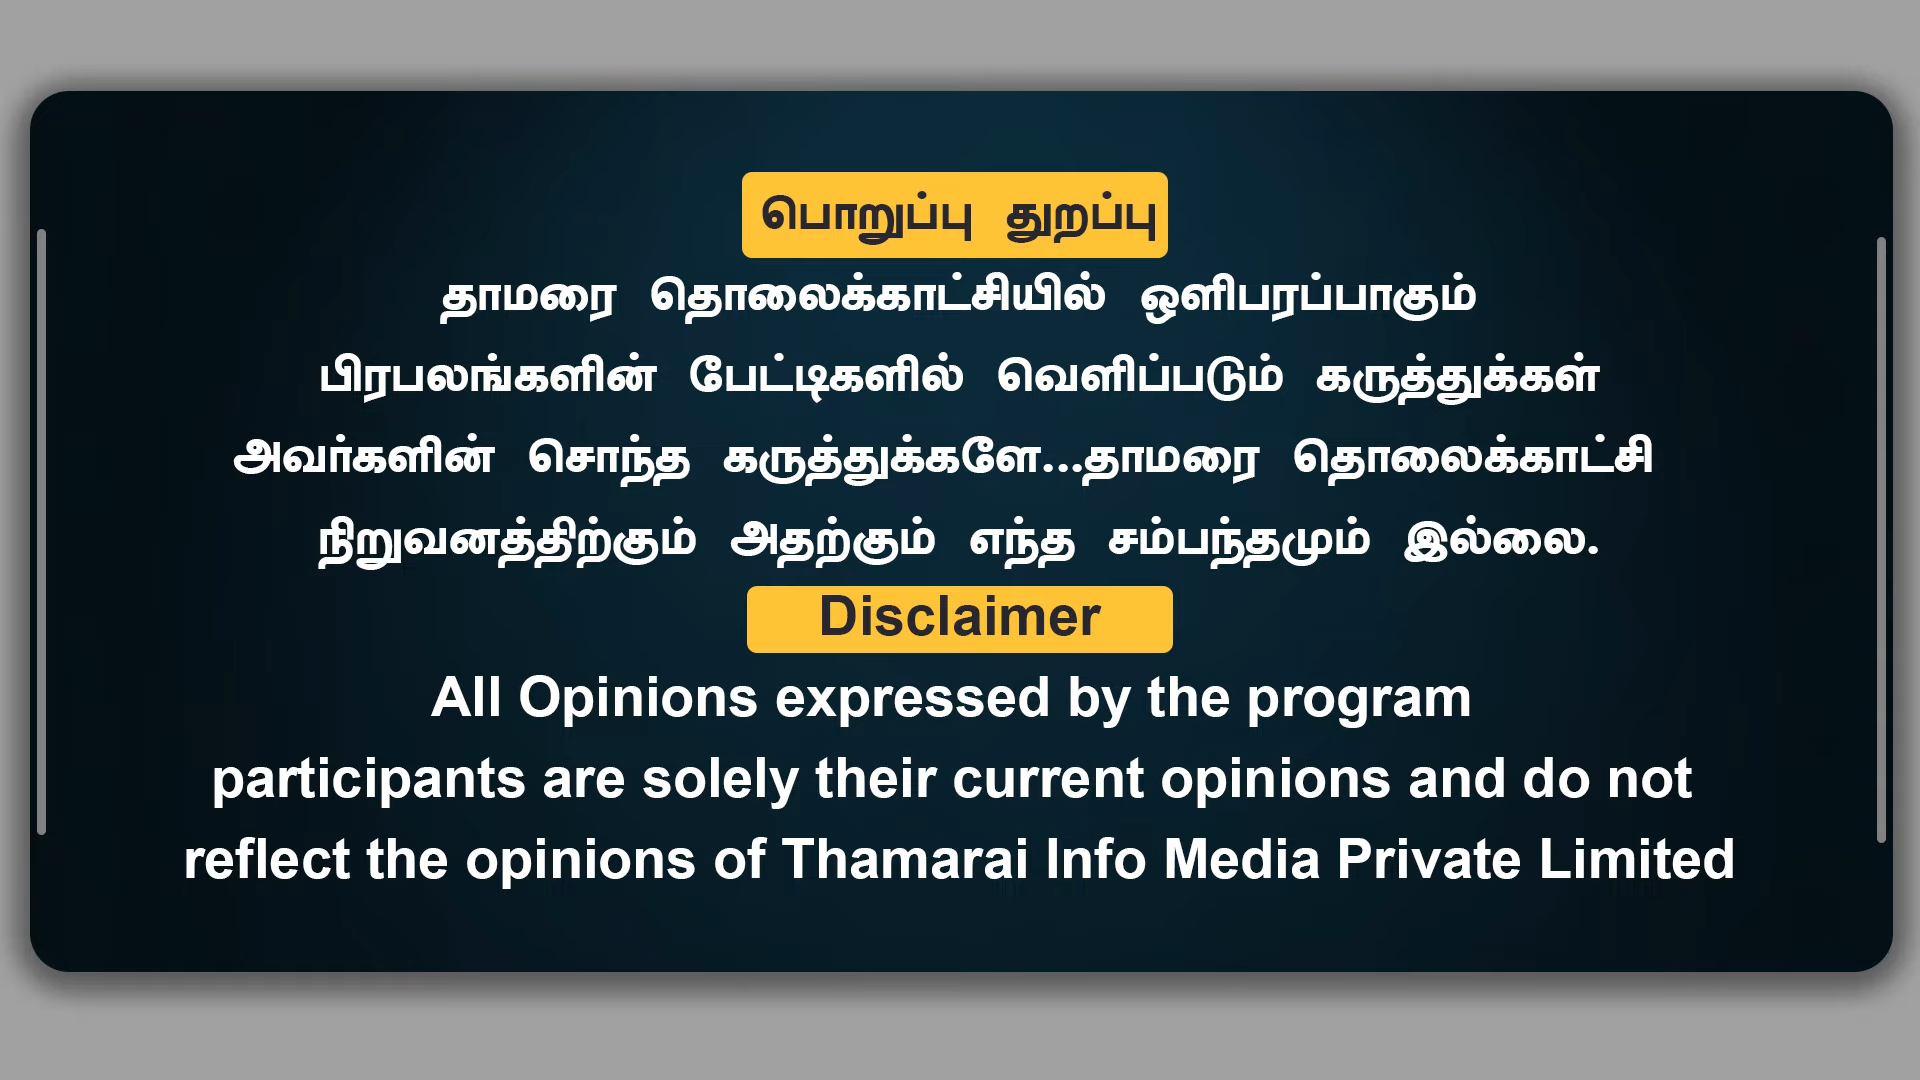 பொறுப்பு துறப்பு
தாமரை தொலைக்காட்சியில் ஒளிபரப்பாகும்
பிரபலங்களின் பேட்டிகளில் வெளிப்படும் கருத்துக்கள்
அவர்களின் சொந்த கருத்துக்களே...தாமரை தொலைக்காட்சி
நிறுவனத்திற்கும் அதற்கும் எந்த சம்பந்தமும் இல்லை.
Disclaimer
All Opinions expressed by the program
participants are solely their current opinions and do not
reflect the opinions of Thamarai Info Media Private Limited